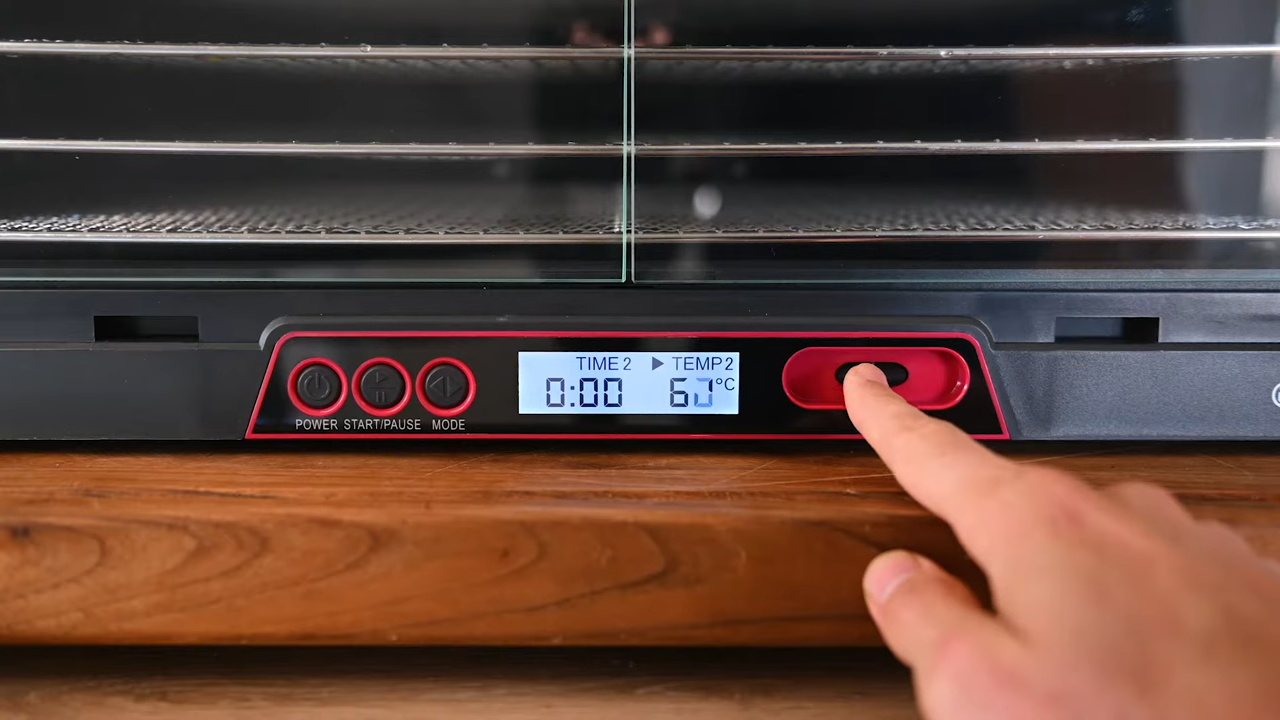 TIME 2 ▶ TEMP 2
0:00
°C
POWER START/PAUSE MODE